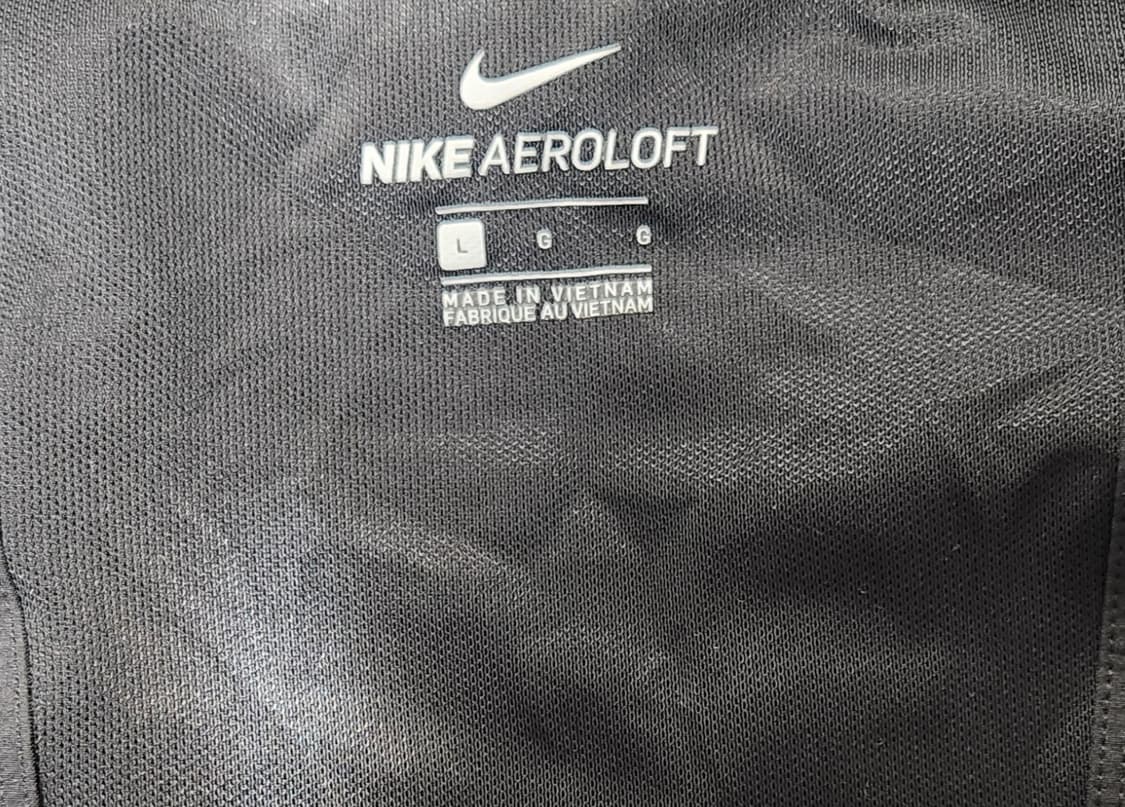 NIKE AEROLOFT
L G G
MADE IN VIETNAM
FABRIQUE AU VIETNAM